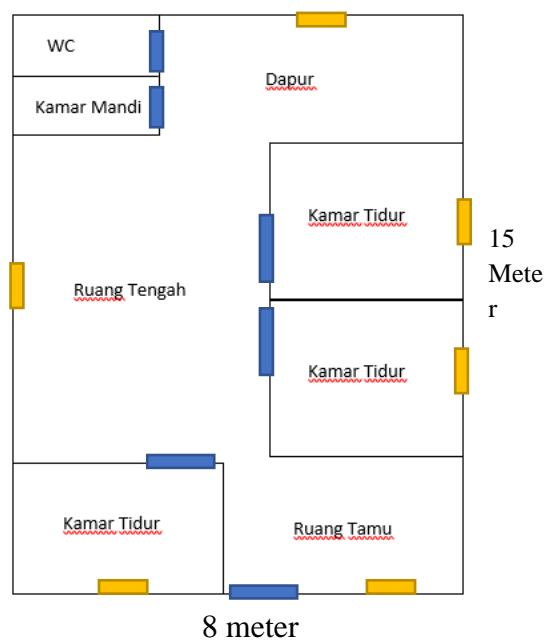 WC
Dapur
Kamar Mandi
Kamar Tidur
15
Mete
r
Ruang Tengah
Kamar Tidur
Kamar Tidur
Ruang Tamu
8 meter